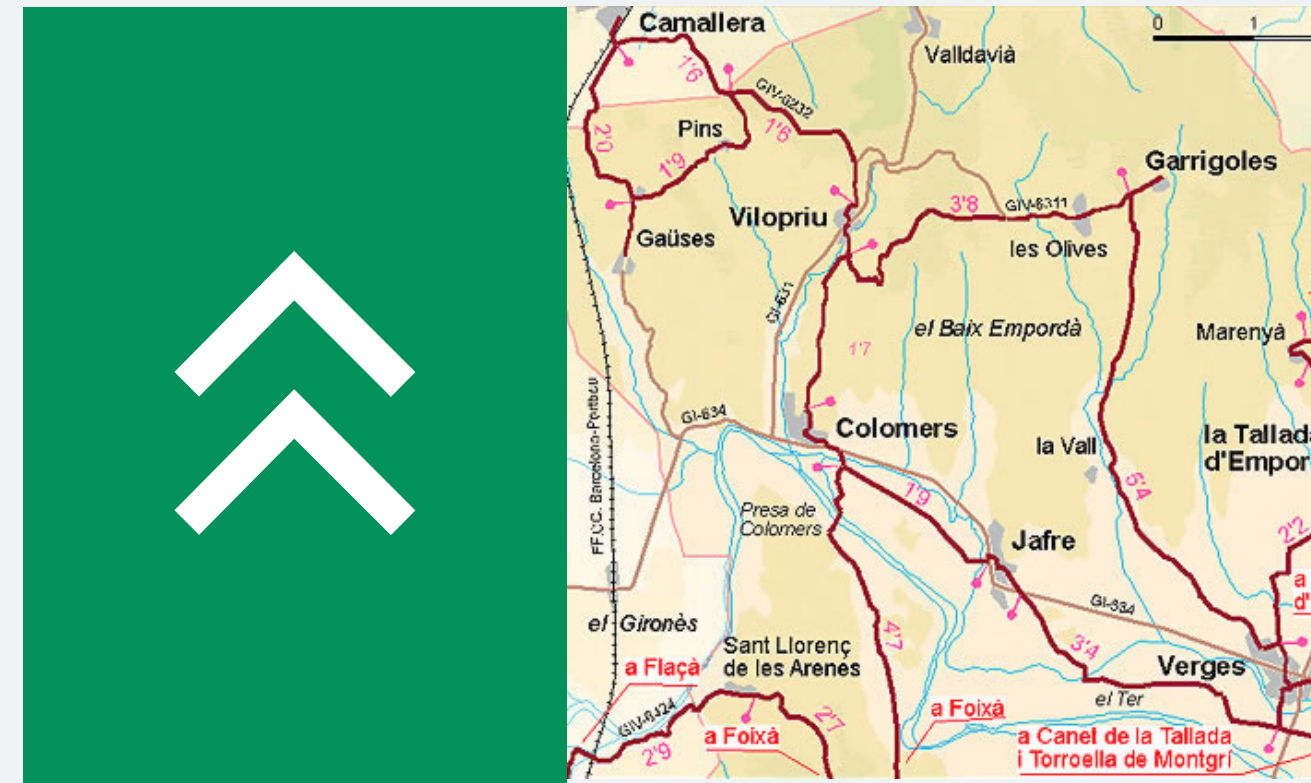 Camallera
0 1
Valldavià
1'6
GIV-6232
2'0
Pins
1'6
1'9
Garrigoles
3'8
GIV-6311
Vilopriu
Gaüses
les Olives
GI-631
el Baix Empordà
Marenyà
1'7
FF.CC. Barcelona-Portbou
GI-634
Colomers
la Vall
la Tallada
d'Empor
5'4
1'9
Presa de
Colomers
Jafre
2'2
a
d'
GI-634
el Gironès
4'7
Sant Llorenç
de les Arenes
3'4
Verges
a Flaçà
el Ter
GIV-6424
2'7
a Foixà
a Foixà
2'9
a Canet de la Tallada
i Torroella de Montgrí